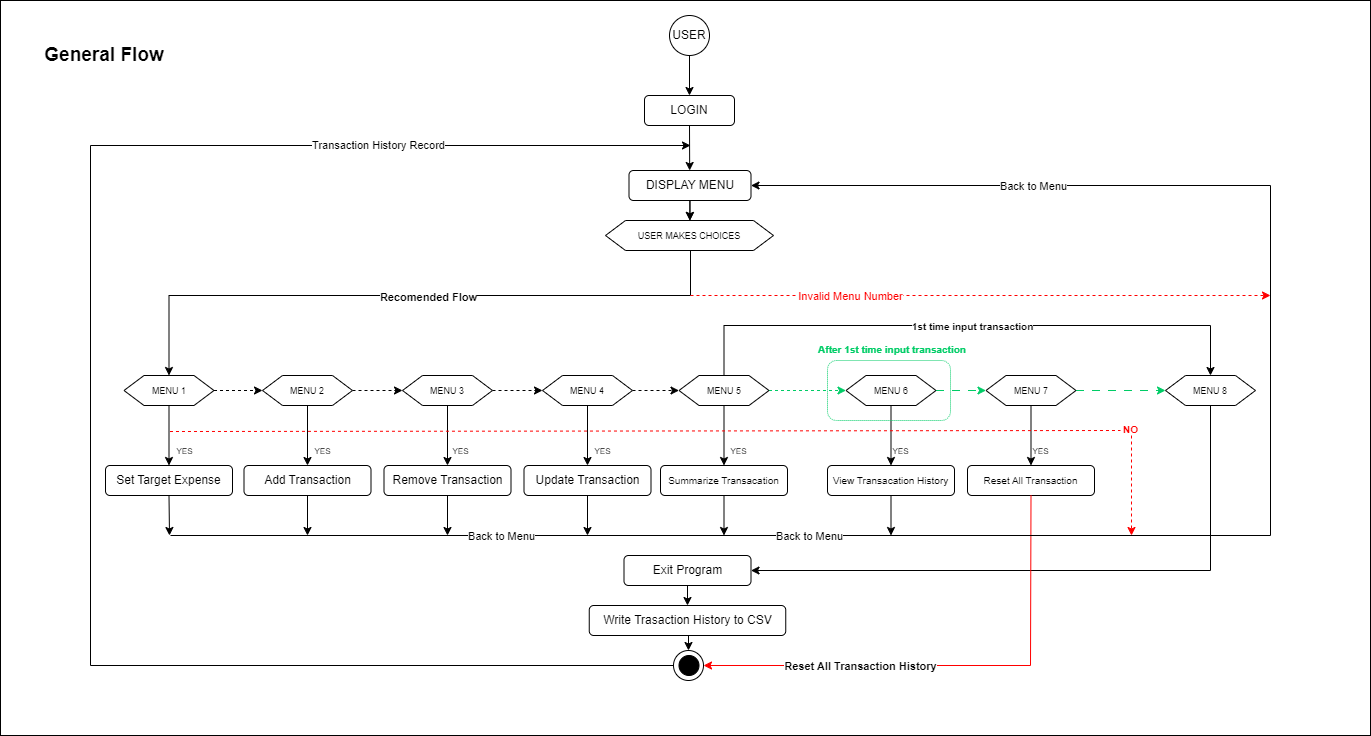 USER
General Flow
LOGIN
Transaction History Record
DISPLAY MENU
Back to Menu
USER MAKES CHOICES
Recomended Flow
Invalid Menu Number
1st time input transaction
After 1st time input transaction
MENU 1
MENU 2
MENU 3
MENU 4
MENU 5
MENU 6
MENU 7
MENU 8
NO
YES
YES
YES
YES
YES
YES
YES
Set Target Expense
Add Transaction
Remove Transaction
Update Transaction
Summarize Transacation
View Transacation History
Reset All Transaction
Back to Menu
Back to Menu
Exit Program
Write Trasaction History to CSV
Reset All Transaction History